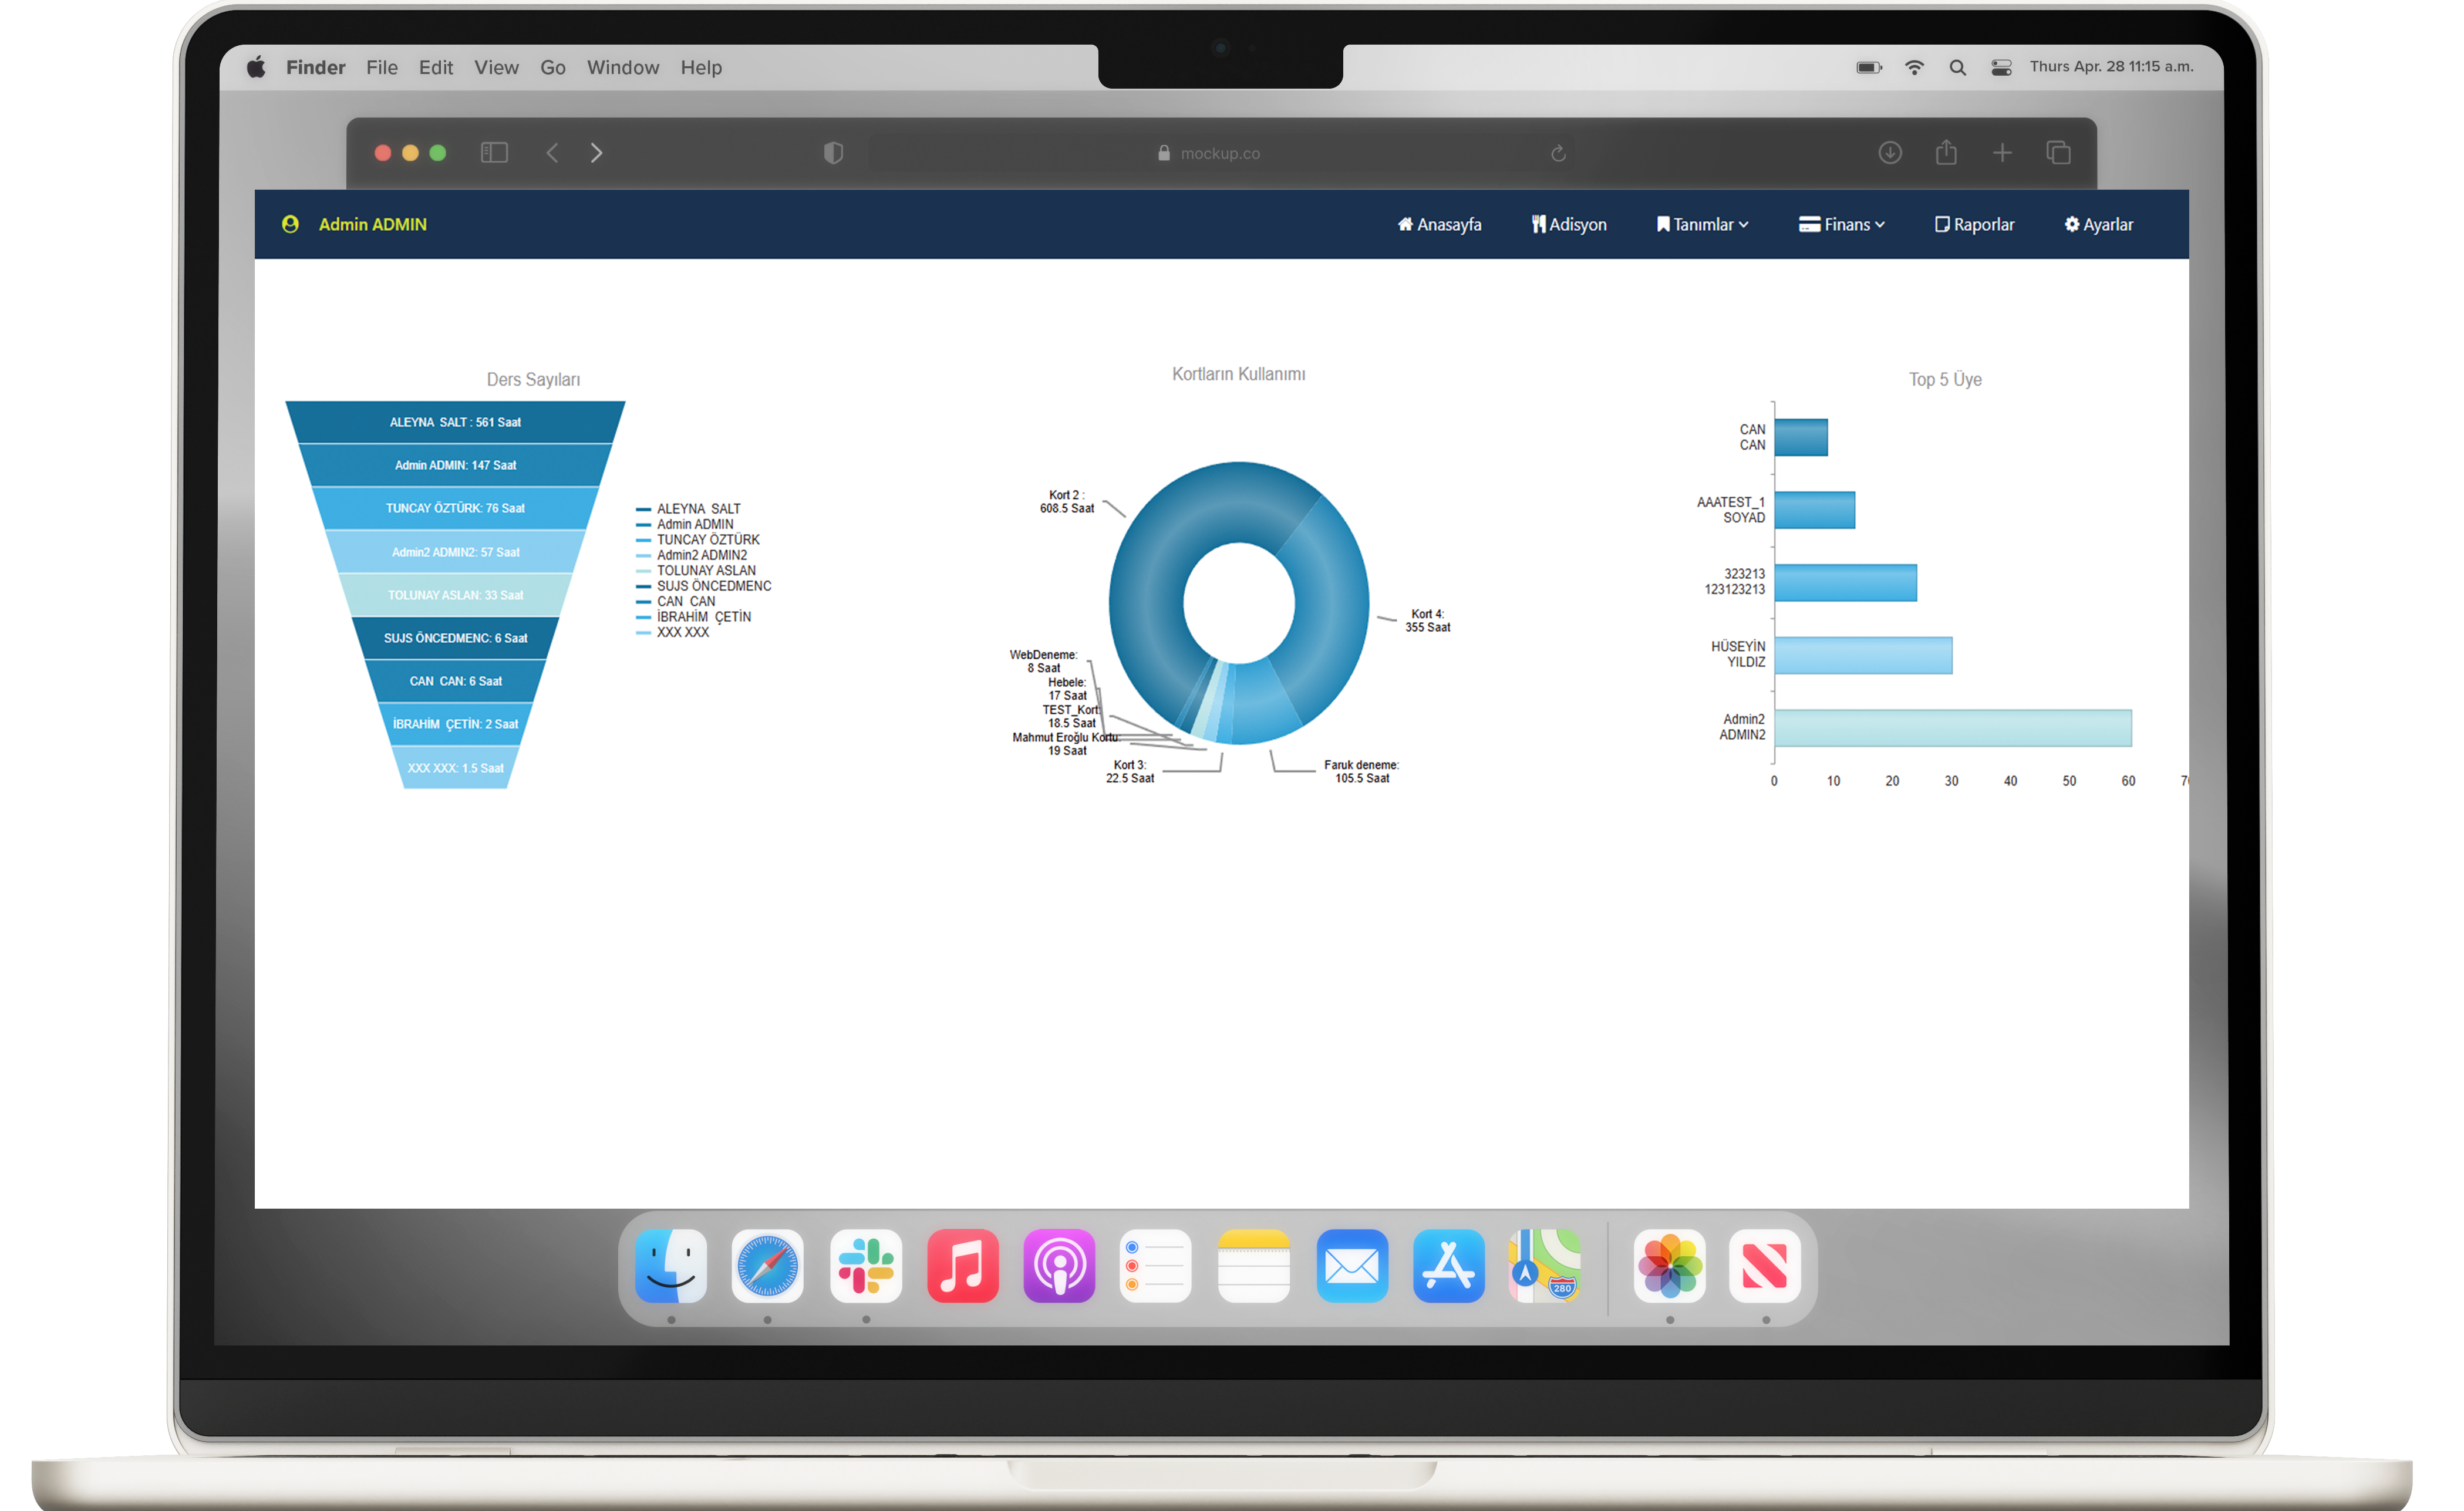 Finder File Edit View Go Window Help
Thurs Apr. 28 11:15 a.m.
mockup.co
Admin ADMIN
Anasayfa
Adisyon
Tanımlar
Finans
Raporlar
Ayarlar
Ders Sayıları
ALEYNA  SALT : 561 Saat
Admin ADMIN: 147 Saat
TUNCAY ÖZTÜRK: 76 Saat
Admin2 ADMIN2: 57 Saat
TOLUNAY ASLAN: 33 Saat
SUJS ÖNCEDMENC: 6 Saat
CAN  CAN: 6 Saat
İBRAHİM  ÇETİN: 2 Saat
XXX XXX: 1.5 Saat
ALEYNA  SALT
Admin ADMIN
TUNCAY ÖZTÜRK
Admin2 ADMIN2
TOLUNAY ASLAN
SUJS ÖNCEDMENC
CAN  CAN
İBRAHİM  ÇETİN
XXX XXX
Kortların Kullanımı
Kort 2 :
608.5 Saat
Kort 4:
355 Saat
WebDeneme:
8 Saat
Hebele:
17 Saat
TEST_Kort:
18.5 Saat
Mahmut Eroğlu Kortu:
19 Saat
Kort 3:
22.5 Saat
Faruk deneme:
105.5 Saat
Top 5 Üye
CAN
CAN
AAATEST_1
SOYAD
323213
123123213
HÜSEYİN
YILDIZ
Admin2
ADMIN2
0 10 20 30 40 50 60
280